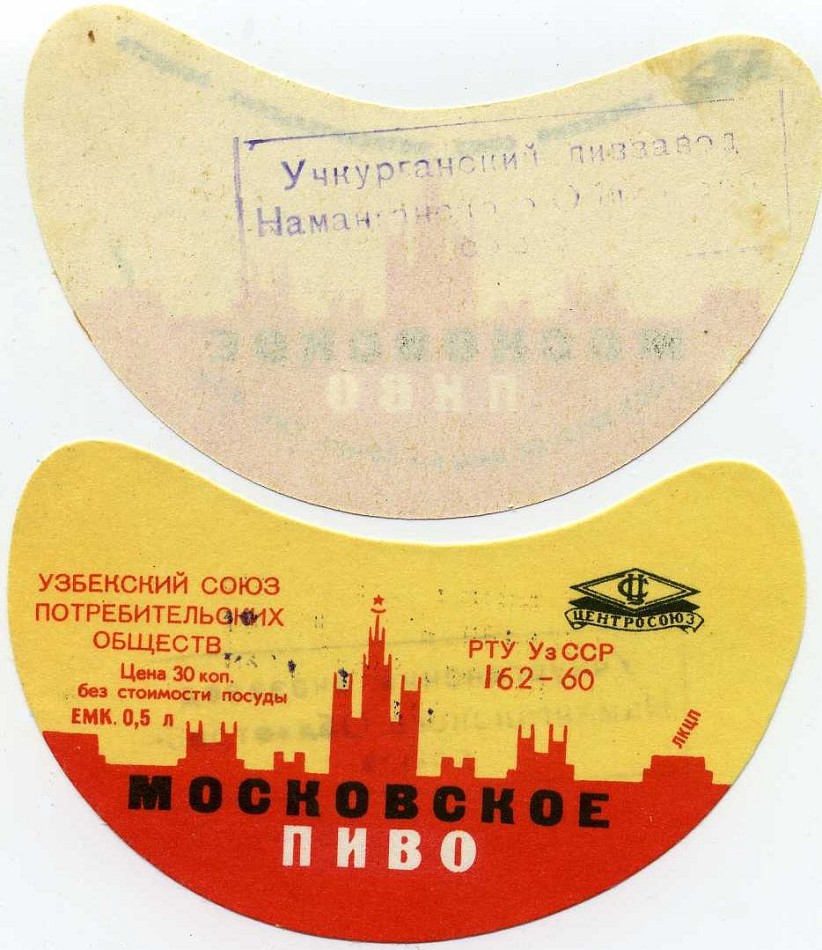 Учкурганский пивзавод
УЗБЕКСКИЙ СОЮЗ
ПОТРЕБИТЕЛЬСКИХ
ОБЩЕСТВ
Цена 30 коп.
без стоимости посуды
ЕМК. 0,5 л
ЦЕНТРОСОЮЗ
РТУ УзССР
162-60
ЛКЦП
МОСКОВСКОЕ
ПИВО